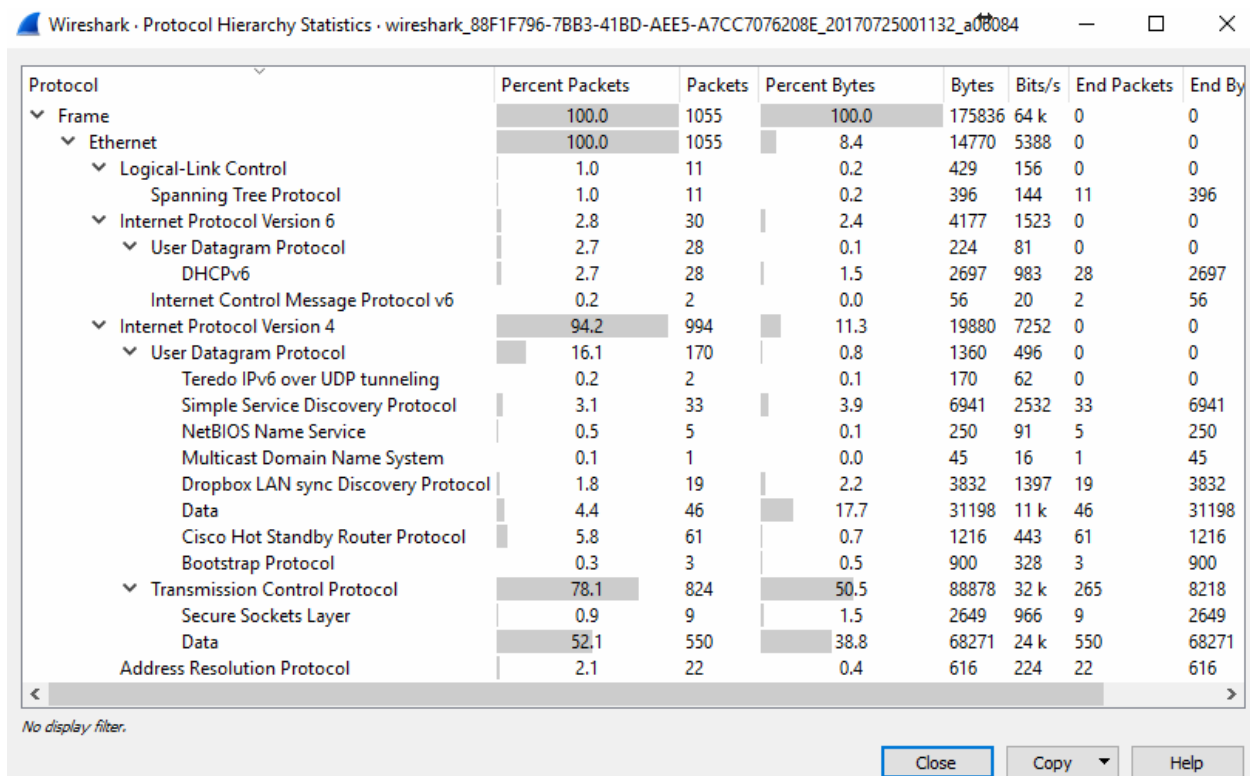 Wireshark · Protocol Hierarchy Statistics · wireshark_88F1F796-7BB3-41BD-AEE5-A7CC7076208E_20170725001132_a06084
Protocol Percent Packets Packets Percent Bytes Bytes Bits/s End Packets End By
Frame 100.0 1055 100.0 175836 64 k 0 0
Ethernet 100.0 1055 8.4 14770 5388 0 0
Logical-Link Control 1.0 11 0.2 429 156 0 0
Spanning Tree Protocol 1.0 11 0.2 396 144 11 396
Internet Protocol Version 6 2.8 30 2.4 4177 1523 0 0
User Datagram Protocol 2.7 28 0.1 224 81 0 0
DHCPv6 2.7 28 1.5 2697 983 28 2697
Internet Control Message Protocol v6 0.2 2 0.0 56 20 2 56
Internet Protocol Version 4 94.2 994 11.3 19880 7252 0 0
User Datagram Protocol 16.1 170 0.8 1360 496 0 0
Teredo IPv6 over UDP tunneling 0.2 2 0.1 170 62 0 0
Simple Service Discovery Protocol 3.1 33 3.9 6941 2532 33 6941
NetBIOS Name Service 0.5 5 0.1 250 91 5 250
Multicast Domain Name System 0.1 1 0.0 45 16 1 45
Dropbox LAN sync Discovery Protocol 1.8 19 2.2 3832 1397 19 3832
Data 4.4 46 17.7 31198 11 k 46 31198
Cisco Hot Standby Router Protocol 5.8 61 0.7 1216 443 61 1216
Bootstrap Protocol 0.3 3 0.5 900 328 3 900
Transmission Control Protocol 78.1 824 50.5 88878 32 k 265 8218
Secure Sockets Layer 0.9 9 1.5 2649 966 9 2649
Data 52.1 550 38.8 68271 24 k 550 68271
Address Resolution Protocol 2.1 22 0.4 616 224 22 616
No display filter.
Close Copy Help